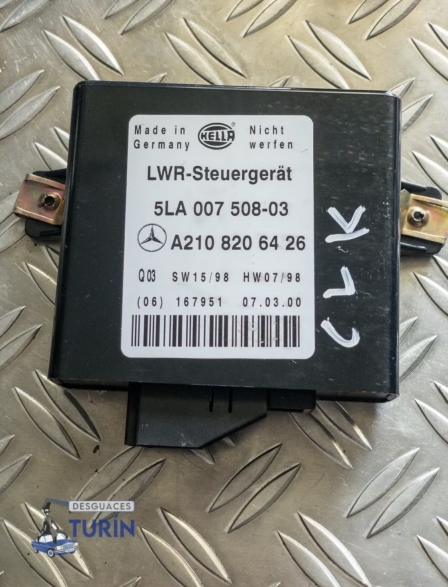 Made in Germany
HELLA
Nicht werfen
LWR-Steuergerät
5LA 007 508-03
A210 820 64 26
Q03 SW15/98 HW07/98
(06) 167951 07.03.00
CLK
DESGUACES
TURÍN